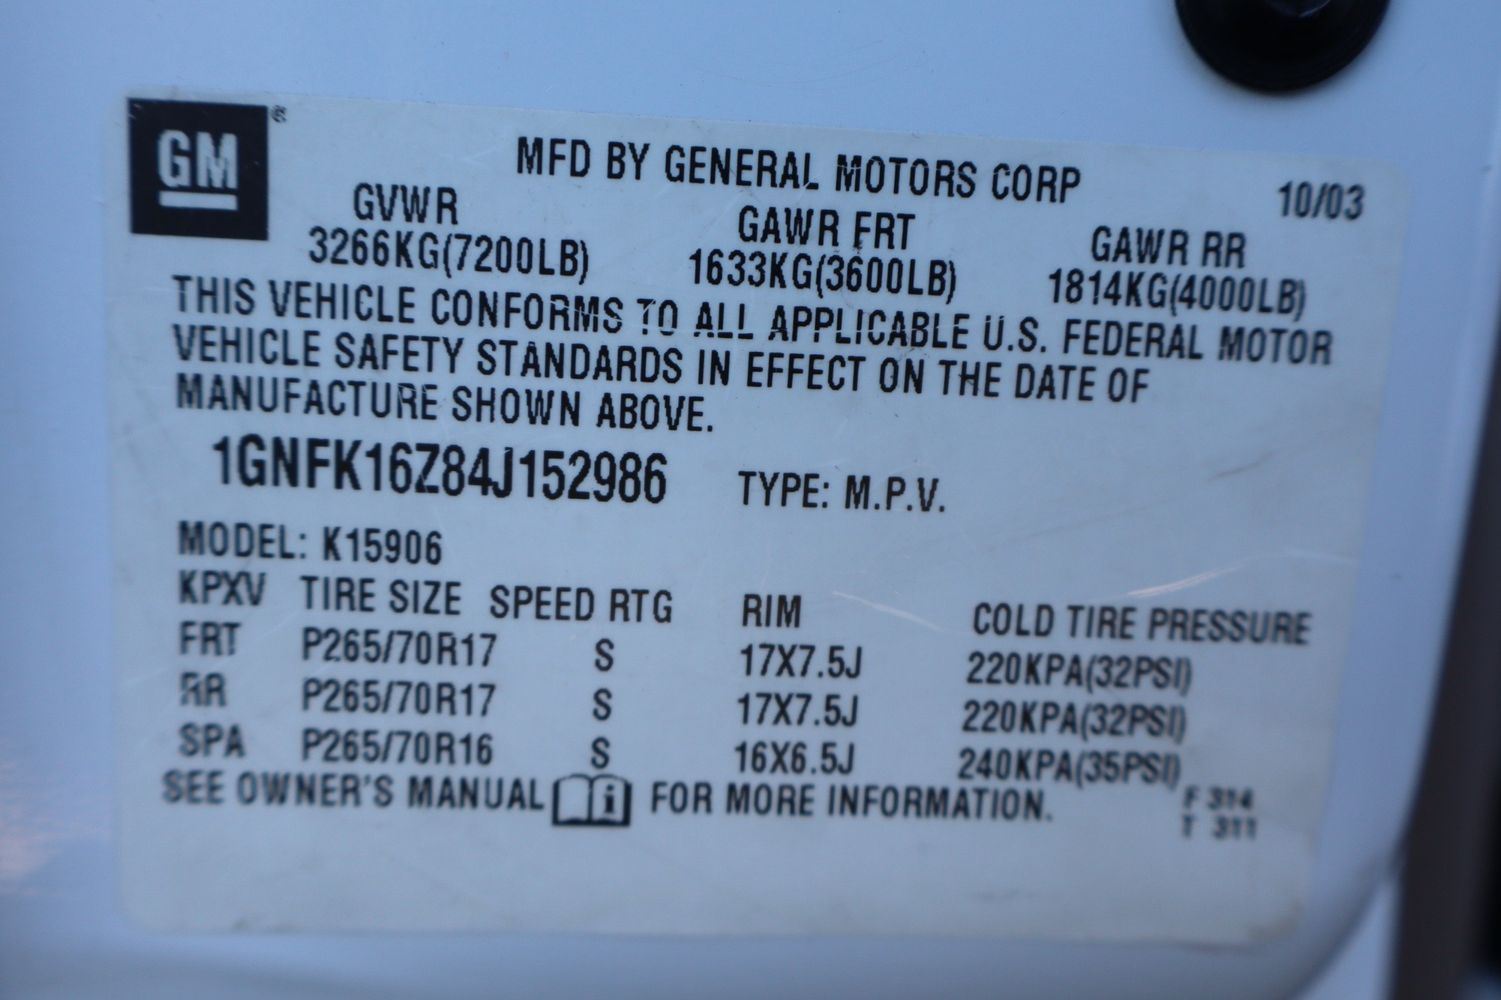 GM®
MFD BY GENERAL MOTORS CORP 10/03
GVWR GAWR FRT GAWR RR
3266KG(7200LB) 1633KG(3600LB) 1814KG(4000LB)
THIS VEHICLE CONFORMS TO ALL APPLICABLE U.S. FEDERAL MOTOR
VEHICLE SAFETY STANDARDS IN EFFECT ON THE DATE OF
MANUFACTURE SHOWN ABOVE.
1GNFK16Z84J152986 TYPE: M.P.V.
MODEL: K15906
KPXV TIRE SIZE SPEED RTG RIM COLD TIRE PRESSURE
FRT P265/70R17 S 17X7.5J 220KPA(32PSI)
RR P265/70R17 S 17X7.5J 220KPA(32PSI)
SPA P265/70R16 S 16X6.5J 240KPA(35PSI)
SEE OWNER'S MANUAL i FOR MORE INFORMATION.
F 314
T 311